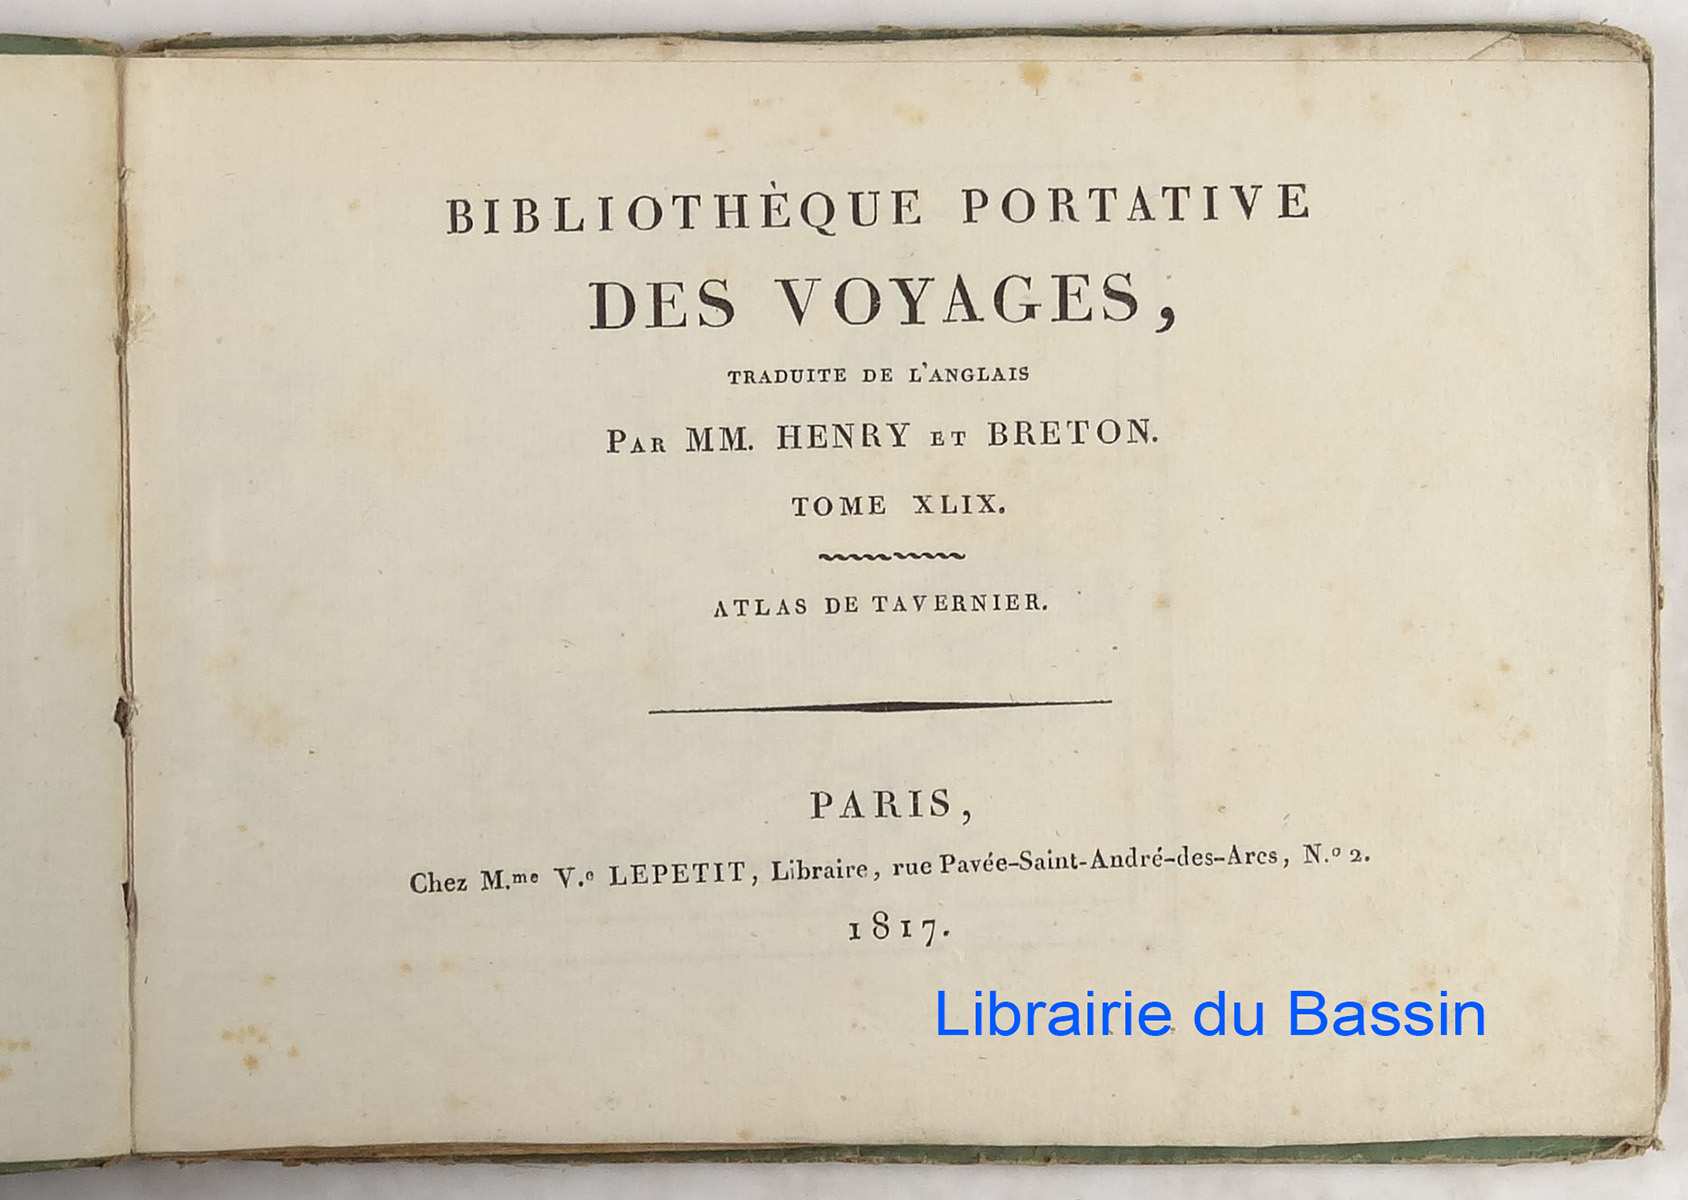 BIBLIOTHÈQUE PORTATIVE
DES VOYAGES,
TRADUITE DE L'ANGLAIS
PAR MM. HENRY ET BRETON.
TOME XLIX.
ATLAS DE TAVERNIER.
PARIS,
Chez M.me V.e LEPETIT, Libraire, rue Pavée-Saint-André-des-Arcs, N.o 2.
1817.
Librairie du Bassin